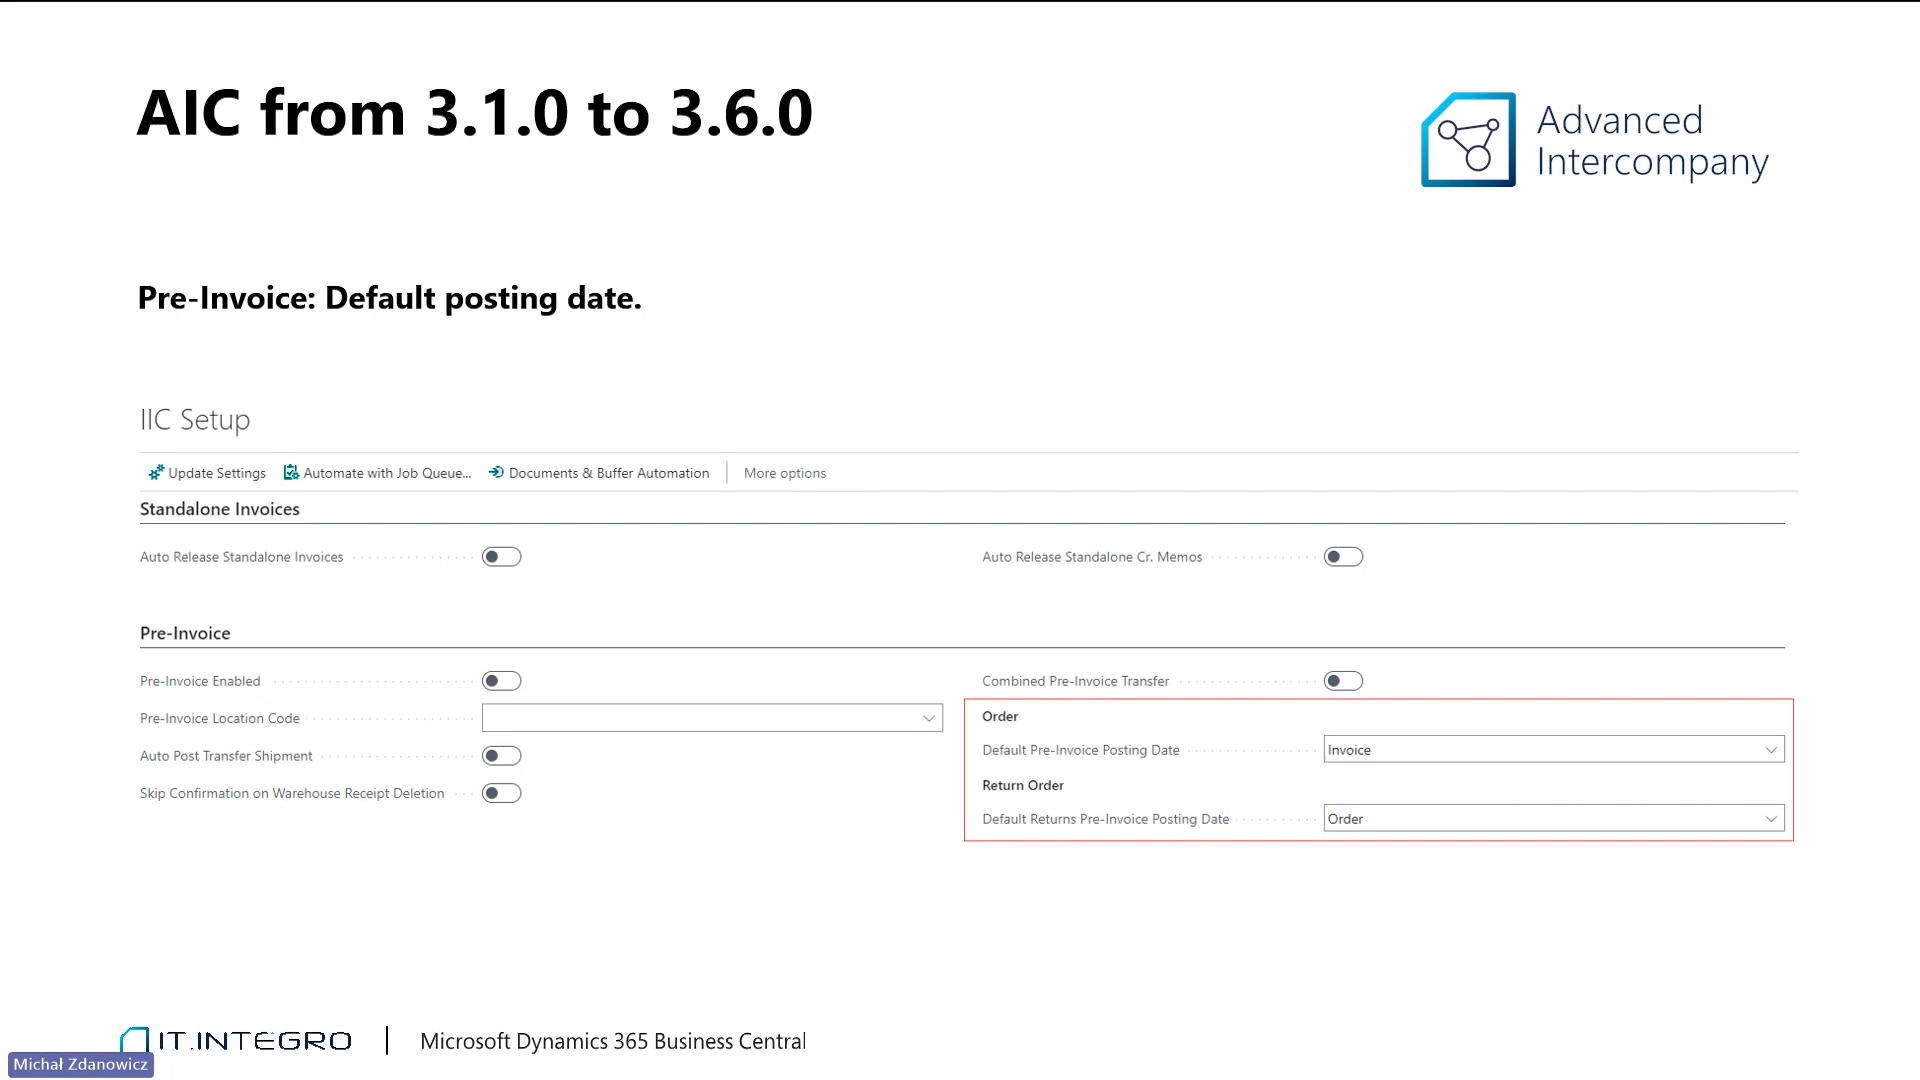 AIC from 3.1.0 to 3.6.0
Advanced
Intercompany
Pre-Invoice: Default posting date.
IIC Setup
Update Settings Automate with Job Queue... Documents & Buffer Automation More options
Standalone Invoices
Auto Release Standalone Invoices
Auto Release Standalone Cr. Memos
Pre-Invoice
Pre-Invoice Enabled
Pre-Invoice Location Code
Auto Post Transfer Shipment
Skip Confirmation on Warehouse Receipt Deletion
Combined Pre-Invoice Transfer
Order
Default Pre-Invoice Posting Date Invoice
Return Order
Default Returns Pre-Invoice Posting Date Order
IT.INTEGRO
Microsoft Dynamics 365 Business Central
Michał Zdanowicz